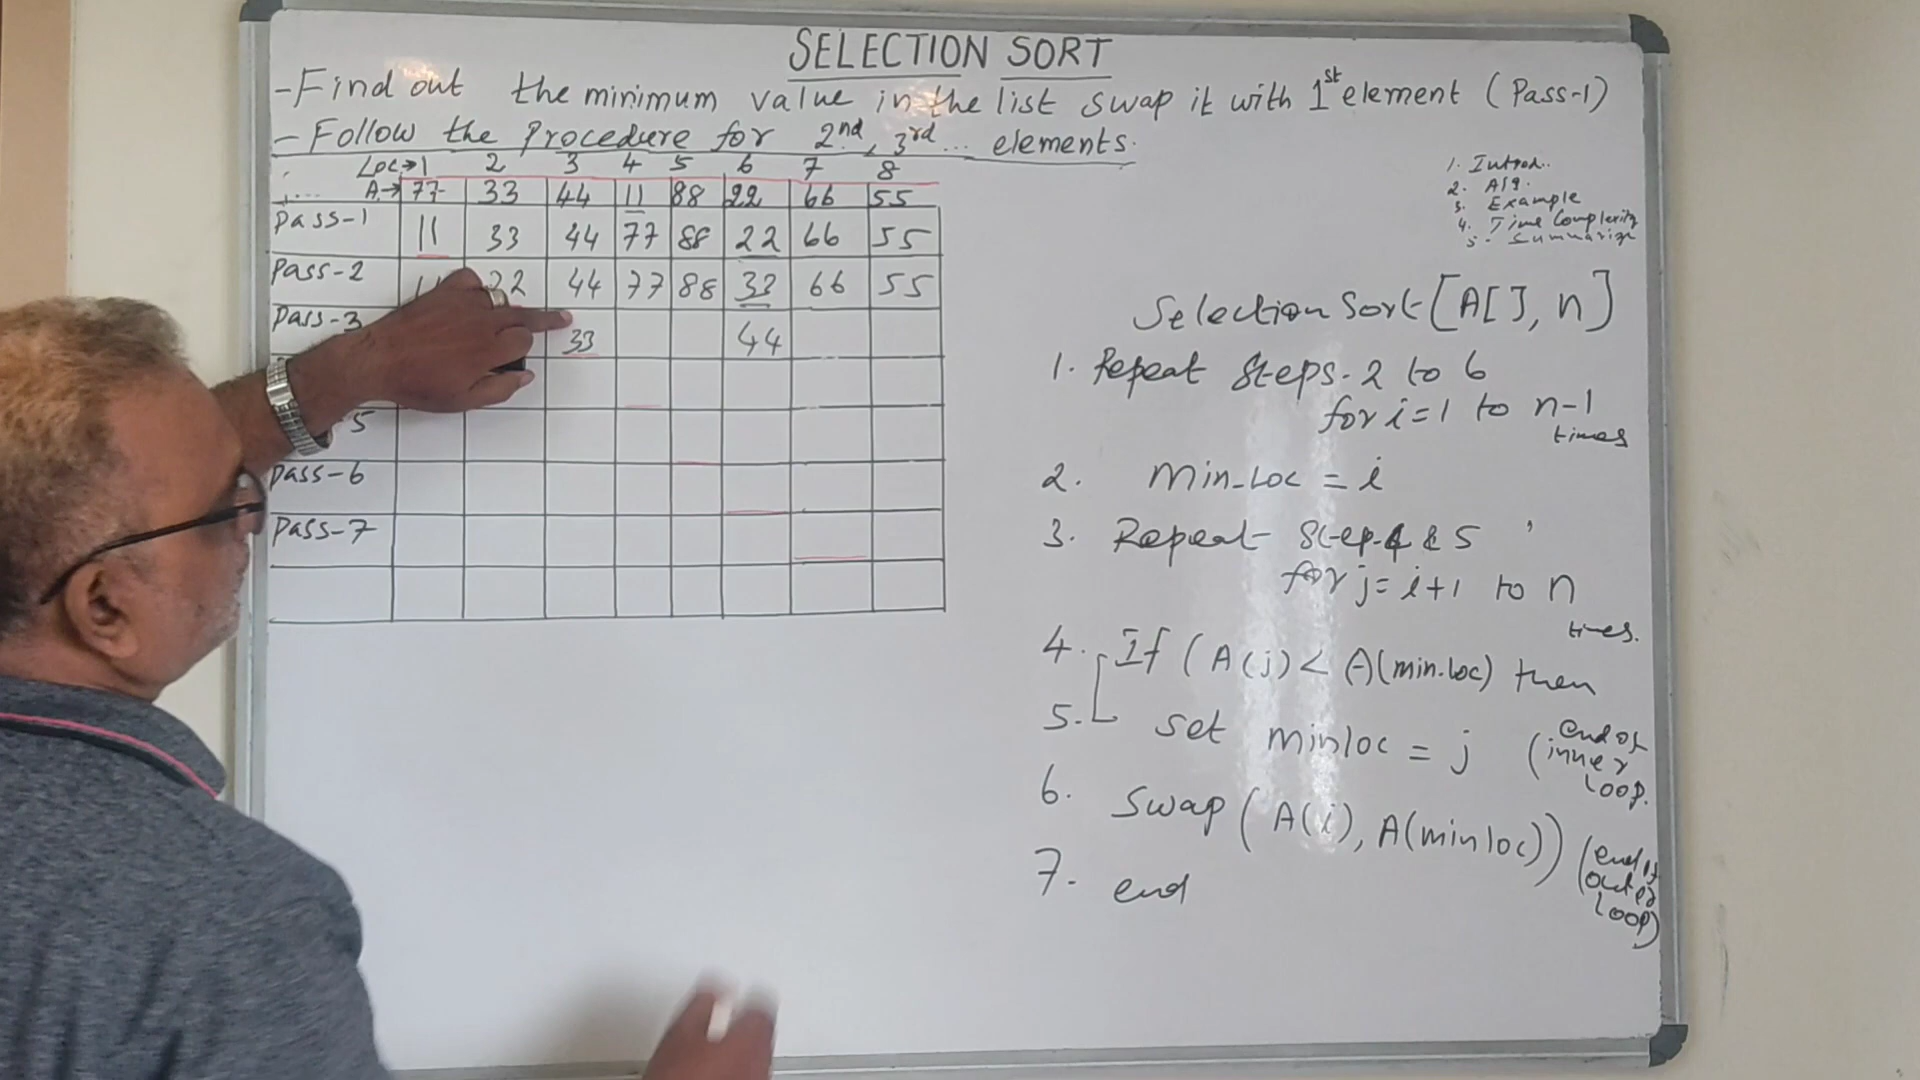 SELECTION SORT
- Find out the minimum value in the list swap it with 1st element (Pass-1)
- Follow the Procedure for 2nd, 3rd... elements.
Loc→ 1 2 3 4 5 6 7 8
A→ 77 33 44 11 88 22 66 55
Pass-1 11 33 44 77 88 22 66 55
Pass-2 22 44 77 88 33 66 55
Pass-3 33 44
5
Pass-6
Pass-7
1. Introd..
2. Alg.
3. Example
4. Time Complexity
5. Summarize
Selection Sort [A[], n]
1. Repeat Steps-2 to 6
for i=1 to n-1
times
2. Min-Loc = i
3. Repeat Step-4 & 5
for j= i+1 to n
times.
4. If (A(j) < A(min.loc) then
5. set minloc = j (end of
inner
loop.
6. Swap (A(i), A(minloc)) (end of
outer
loop)
7. end